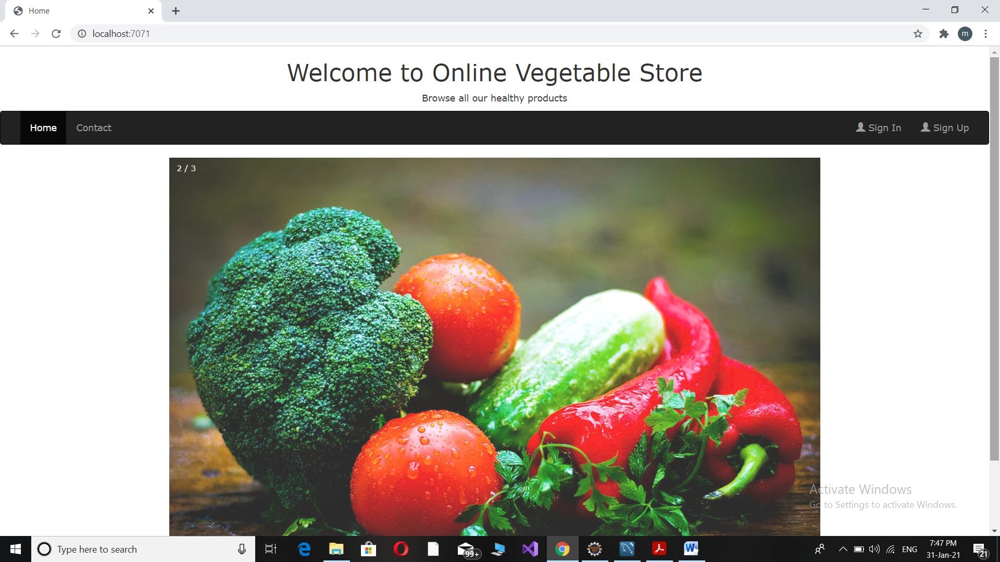 Home
localhost:7071
m
Welcome to Online Vegetable Store
Browse all our healthy products
Home Contact Sign In Sign Up
2 / 3
Activate Windows
Go to Settings to activate Windows.
Type here to search
99+
ENG
7:47 PM
31-Jan-21
21